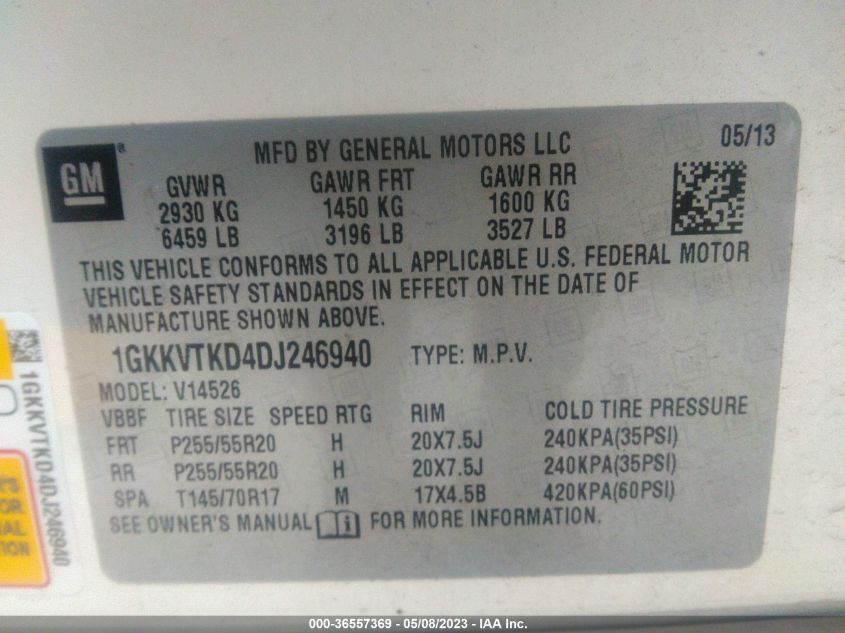 GM
MFD BY GENERAL MOTORS LLC
05/13
GVWR GAWR FRT GAWR RR
2930 KG 1450 KG 1600 KG
6459 LB 3196 LB 3527 LB
THIS VEHICLE CONFORMS TO ALL APPLICABLE U.S. FEDERAL MOTOR
VEHICLE SAFETY STANDARDS IN EFFECT ON THE DATE OF
MANUFACTURE SHOWN ABOVE.
1GKKVTKD4DJ246940 TYPE: M.P.V.
MODEL: V14526
VBBF TIRE SIZE SPEED RTG RIM COLD TIRE PRESSURE
FRT P255/55R20 H 20X7.5J 240KPA(35PSI)
RR P255/55R20 H 20X7.5J 240KPA(35PSI)
SPA T145/70R17 M 17X4.5B 420KPA(60PSI)
SEE OWNER'S MANUAL FOR MORE INFORMATION.
1GKKVTKD4DJ246940
000-36557369 - 05/08/2023 - IAA Inc.